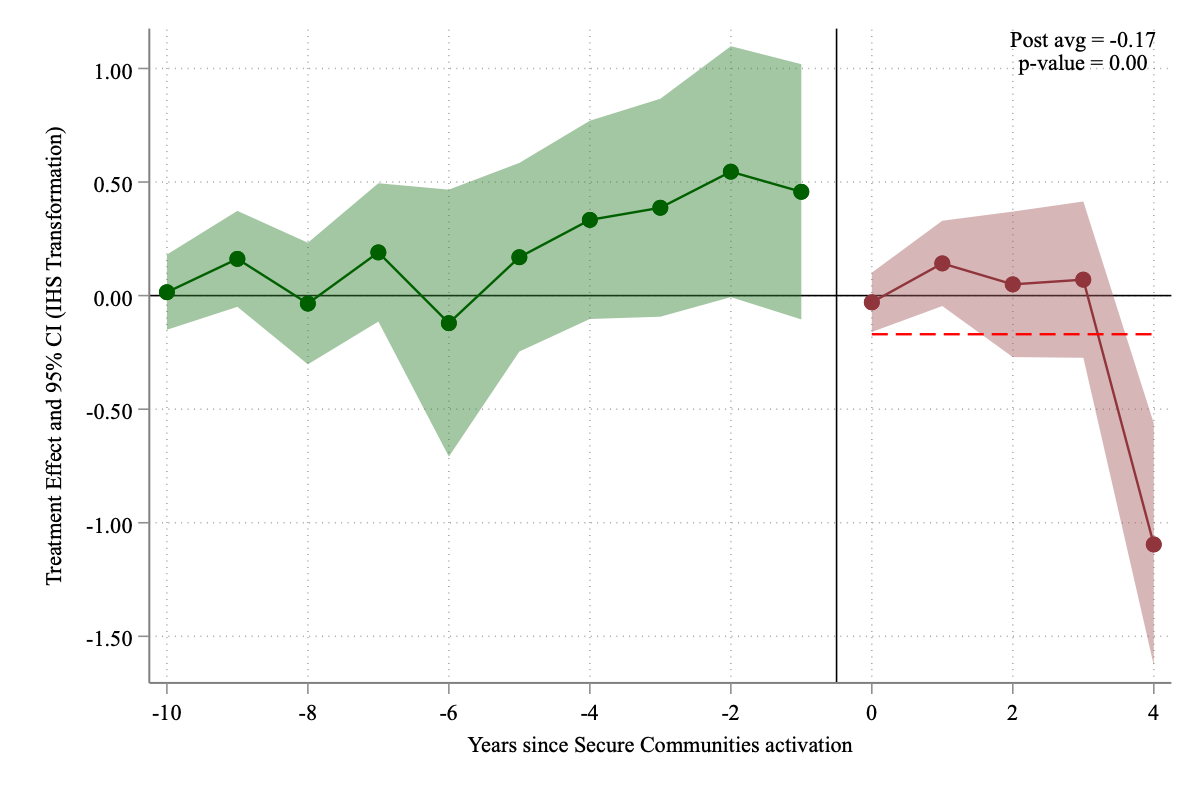 Post avg = -0.17
p-value = 0.00
Treatment Effect and 95% CI (IHS Transformation)
1.00
0.50
0.00
-0.50
-1.00
-1.50
-10 -8 -6 -4 -2 0 2 4
Years since Secure Communities activation